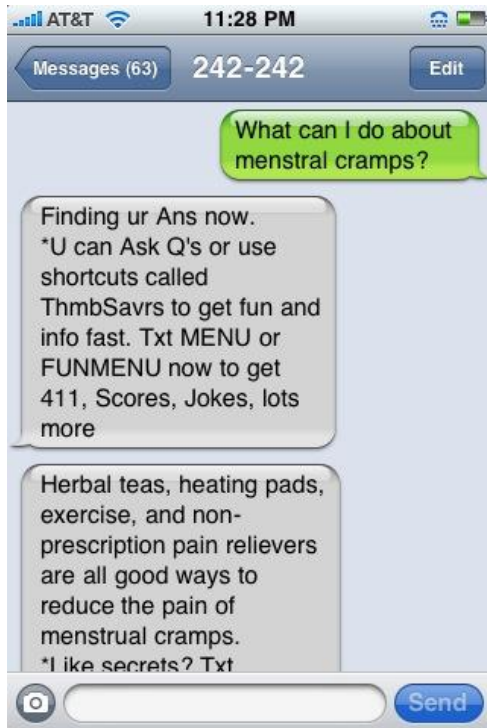 AT&T 11:28 PM
Messages (63) 242-242 Edit
What can I do about
menstral cramps?
Finding ur Ans now.
*U can Ask Q's or use
shortcuts called
ThmbSavrs to get fun and
info fast. Txt MENU or
FUNMENU now to get
411, Scores, Jokes, lots
more
Herbal teas, heating pads,
exercise, and non-
prescription pain relievers
are all good ways to
reduce the pain of
menstrual cramps.
*Like secrets? Txt
Send